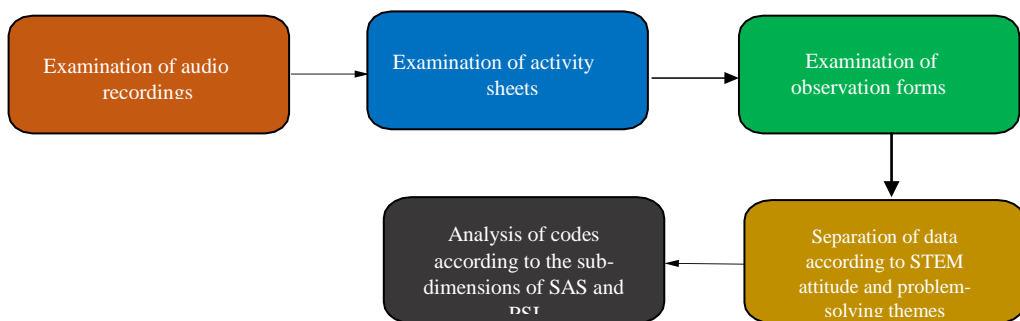 Examination of audio
recordings
Examination of activity
sheets
Examination of
observation forms
Separation of data
according to STEM
attitude and problem-
solving themes
Analysis of codes
according to the sub-
dimensions of SAS and
PSI